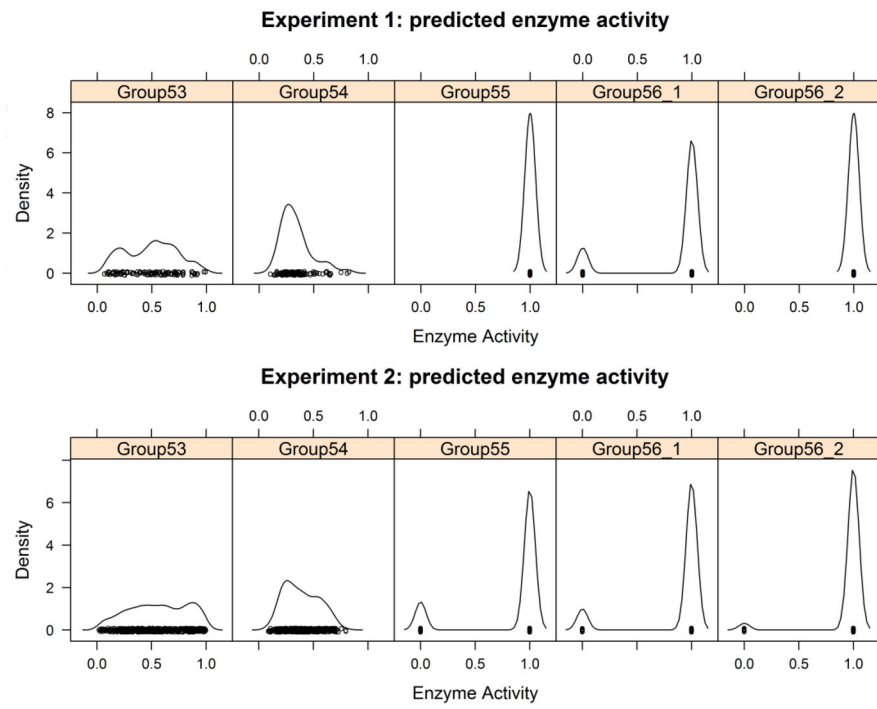 Experiment 1: predicted enzyme activity
0.0 0.5 1.0 0.0 0.5 1.0
Group53 Group54 Group55 Group56_1 Group56_2
8
6
4
2
0
Density
0.0 0.5 1.0 0.0 0.5 1.0 0.0 0.5 1.0
Enzyme Activity
Experiment 2: predicted enzyme activity
0.0 0.5 1.0 0.0 0.5 1.0
Group53 Group54 Group55 Group56_1 Group56_2
6
4
2
0
Density
0.0 0.5 1.0 0.0 0.5 1.0 0.0 0.5 1.0
Enzyme Activity